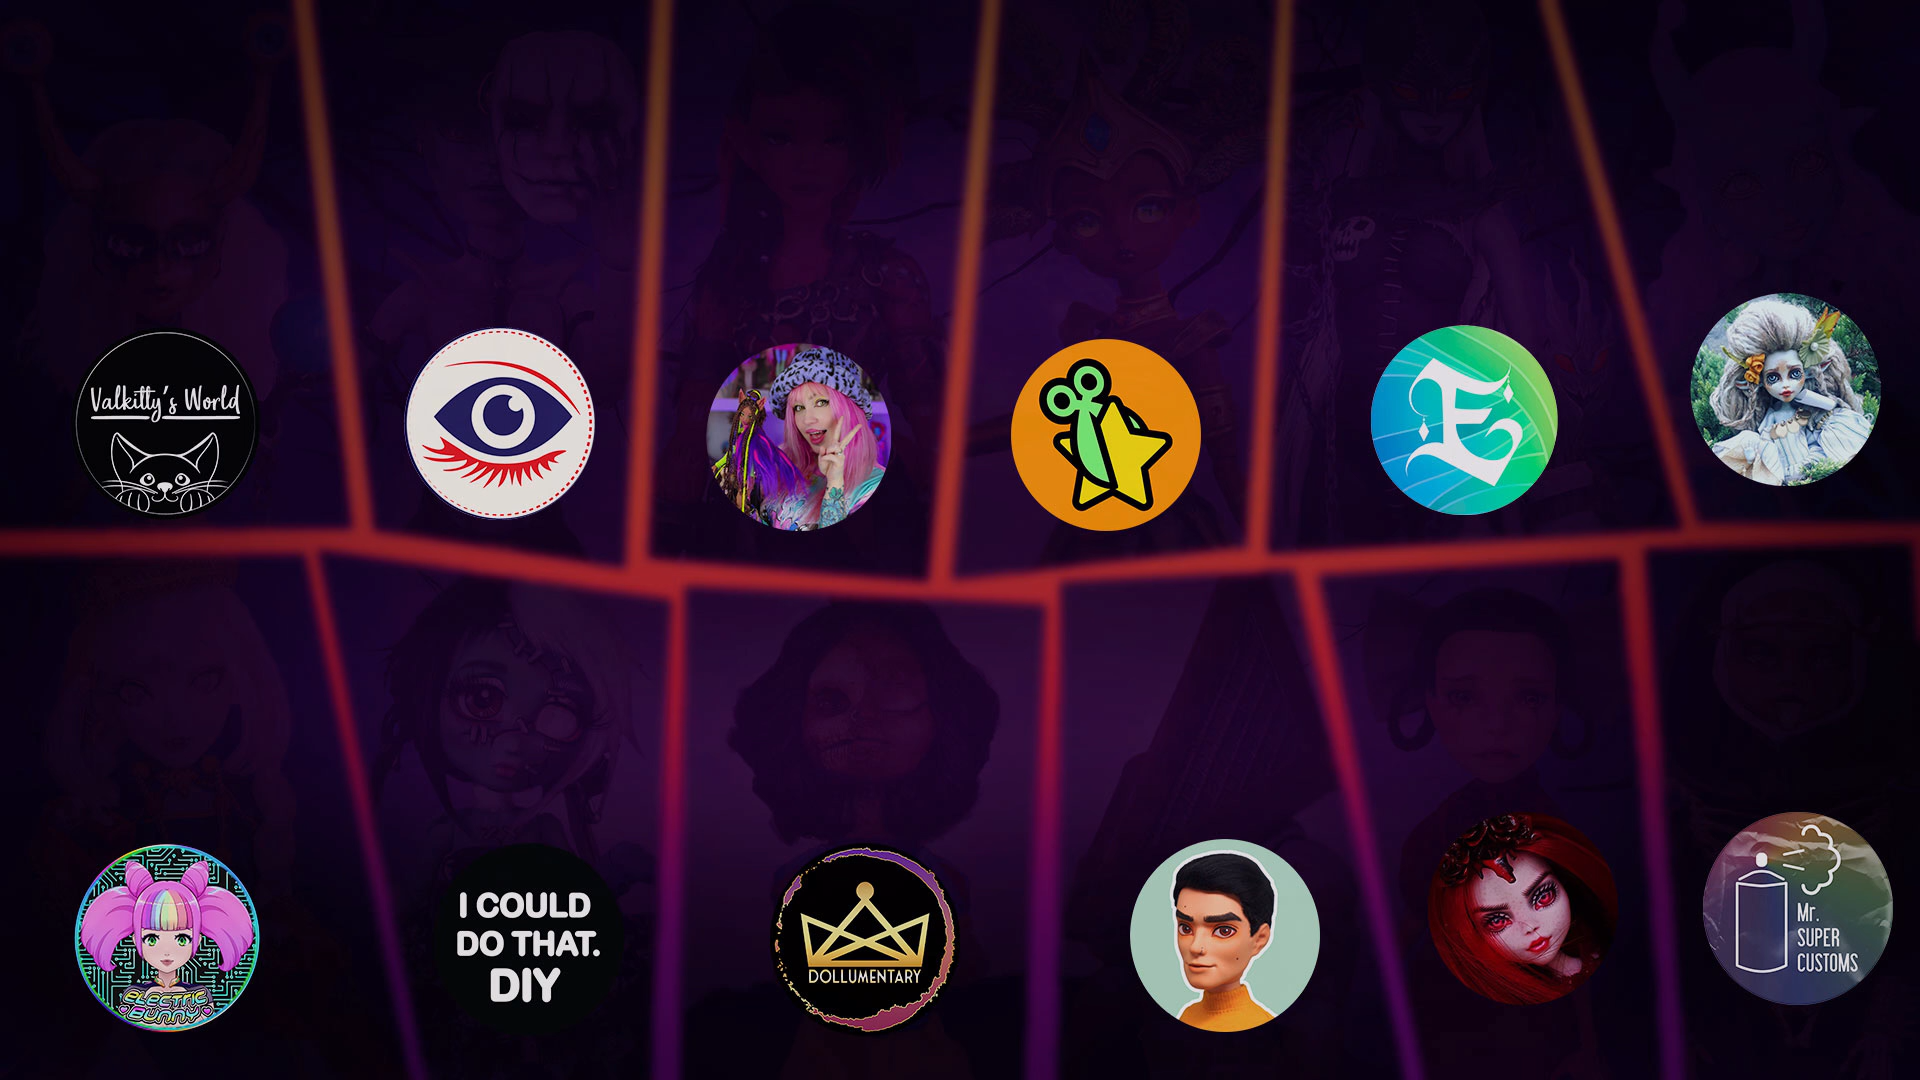 Valkitty's World
E
ELECTRIC
BUNNY
I COULD
DO THAT.
DIY
DOLLUMENTARY
Mr.
SUPER
CUSTOMS